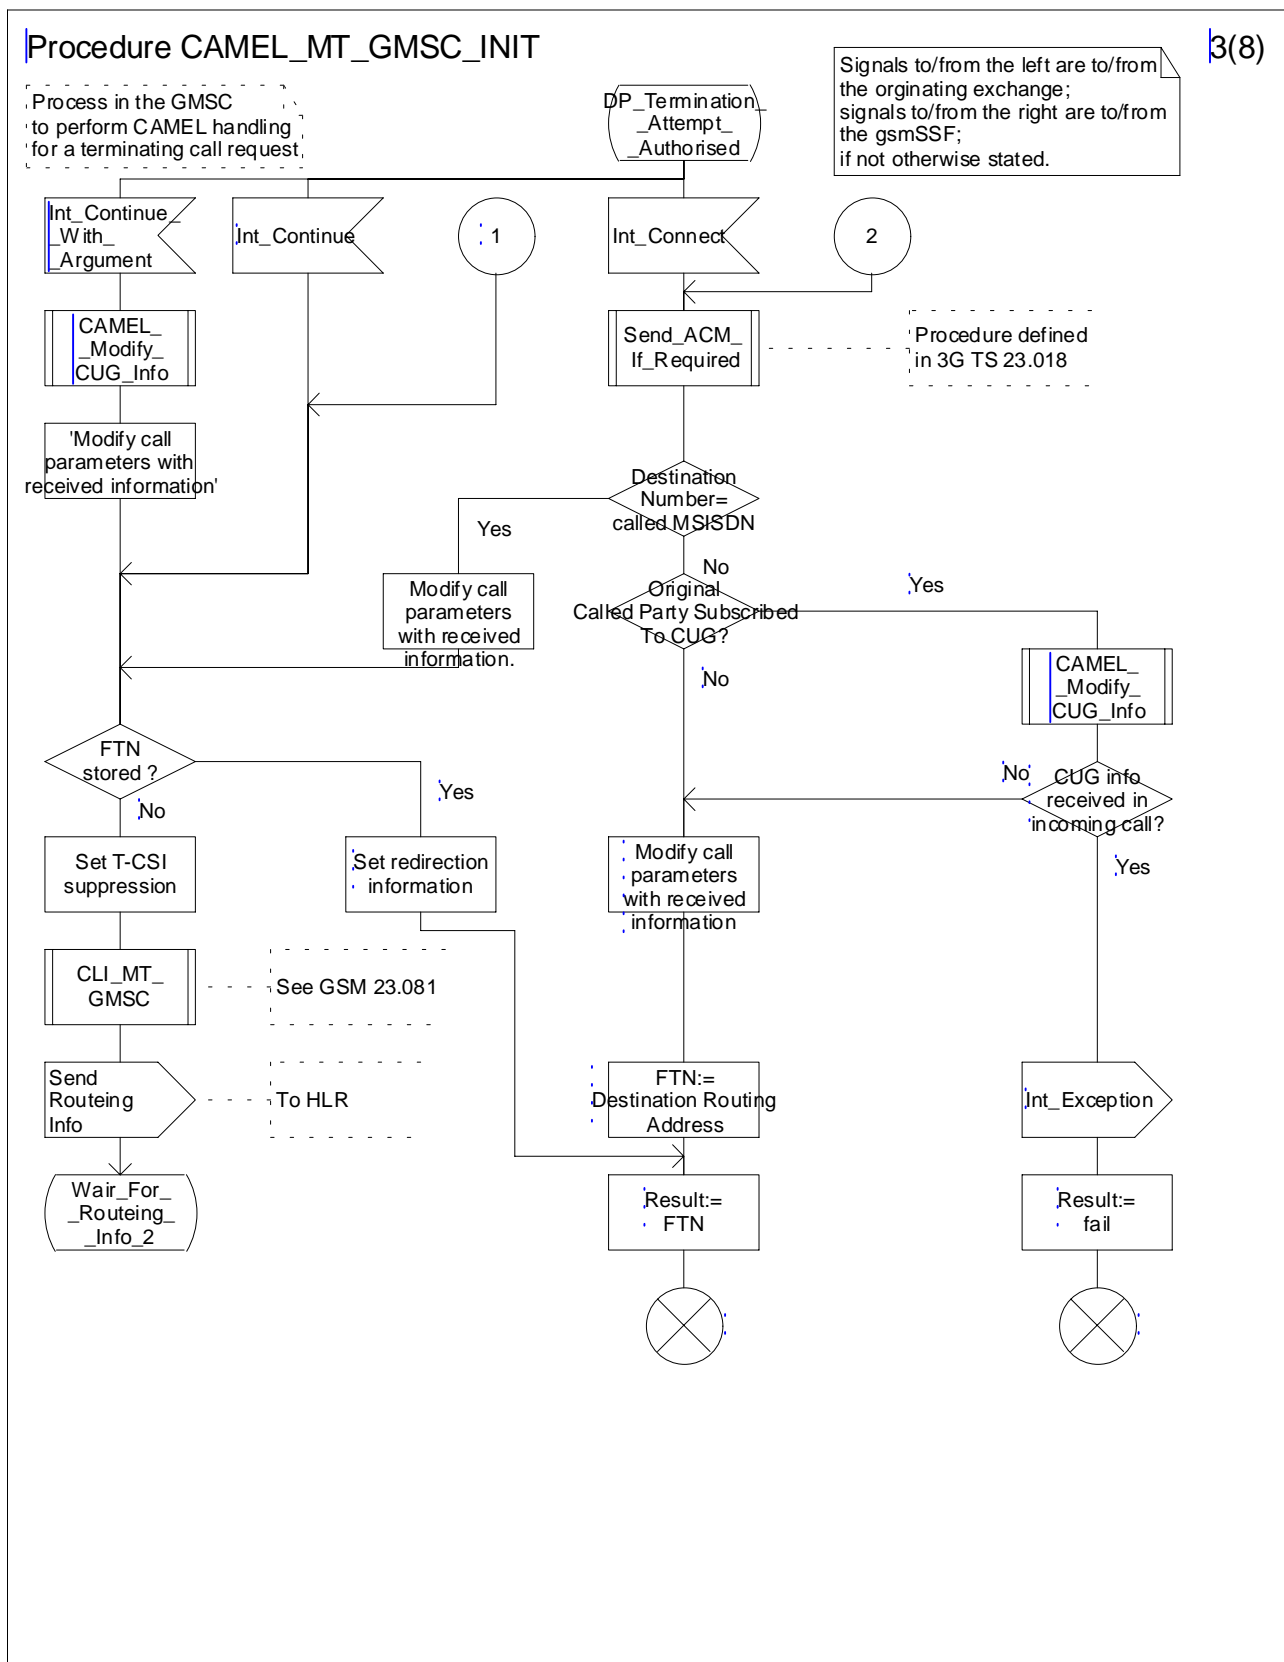 Procedure CAMEL_MT_GMSC_INIT
3(8)
Process in the GMSC
to perform CAMEL handling
for a terminating call request
DP_Termination_
_Attempt_
_Authorised
Signals to/from the left are to/from
the orginating exchange;
signals to/from the right are to/from
the gsmSSF;
if not otherwise stated.
Int_Continue_
_With_
_Argument
Int_Continue
1
Int_Connect
2
CAMEL_
_Modify_
CUG_Info
Send_ACM_
If_Required
Procedure defined
in 3G TS 23.018
'Modify call
parameters with
received information'
Destination
Number=
called MSISDN
Yes
No
Modify call
parameters
with received
information.
Original
Called Party Subscribed
To CUG?
Yes
No
CAMEL_
_Modify_
CUG_Info
FTN
stored ?
Yes
No
No
CUG info
received in
incoming call?
Yes
Set T-CSI
suppression
Set redirection
information
Modify call
parameters
with received
information
CLI_MT_
GMSC
See GSM 23.081
Send
Routeing
Info
To HLR
FTN:=
Destination Routing
Address
Int_Exception
Wair_For_
_Routeing_
_Info_2
Result:=
FTN
Result:=
fail